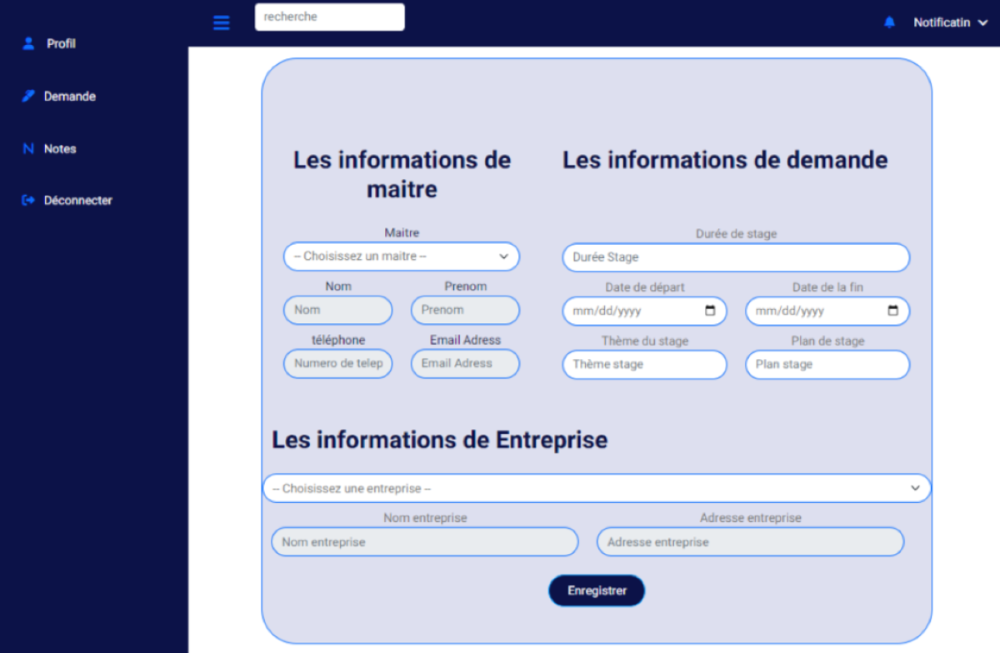 recherche
Notificatin
Profil
Demande
Notes
Déconnecter
Les informations de
maitre
Maitre
-- Choisissez un maitre --
Nom
Prenom
Nom
Prenom
téléphone
Email Adress
Numero de telep
Email Adress
Les informations de demande
Durée de stage
Durée Stage
Date de départ
Date de la fin
mm/dd/yyyy
mm/dd/yyyy
Thème du stage
Plan de stage
Thème stage
Plan stage
Les informations de Entreprise
-- Choisissez une entreprise --
Nom entreprise
Adresse entreprise
Nom entreprise
Adresse entreprise
Enregistrer